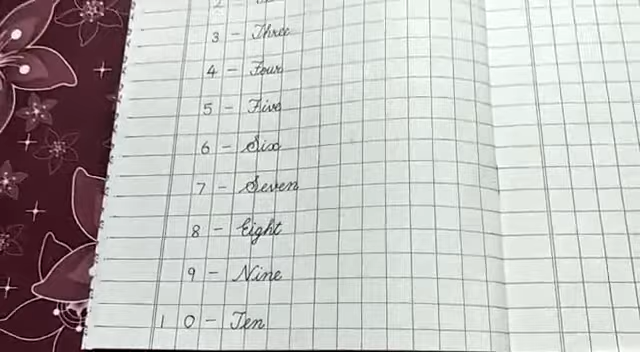 3 - Three
4 - Four
5 - Five
6 - Six
7 - Seven
8 - Eight
9 - Nine
10 - Ten